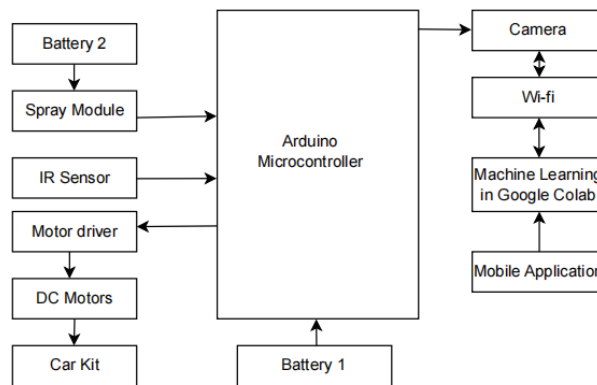 Battery 2
Spray Module
IR Sensor
Motor driver
DC Motors
Car Kit
Arduino
Microcontroller
Battery 1
Camera
Wi-fi
Machine Learning
in Google Colab
Mobile Application